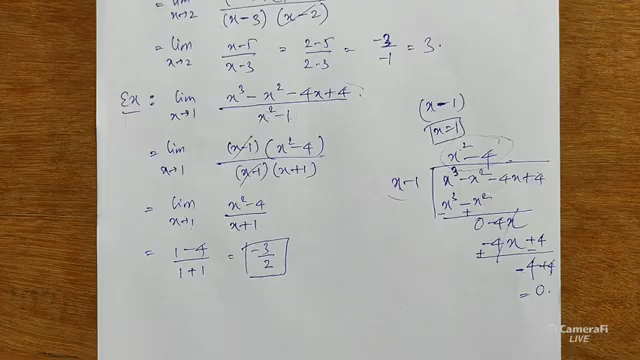 = lim x→2 (x-3) (x-2)
= lim x→2 x-5 / x-3 = 2-5 / 2-3 = -3 / -1 = 3.
Ex : lim x→1 x³ - x² - 4x + 4 / x² - 1
= lim x→1 (x-1) (x²-4) / (x-1) (x+1)
= lim x→1 x²-4 / x+1
= 1-4 / 1+1 = -3 / 2
(x-1)
x=1
x² - 4
x-1 x³ - x² - 4x + 4
x³ - x²
- +
0 - 4x
-4x + 4
+ -
-4+4
= 0.
CameraFi
LIVE